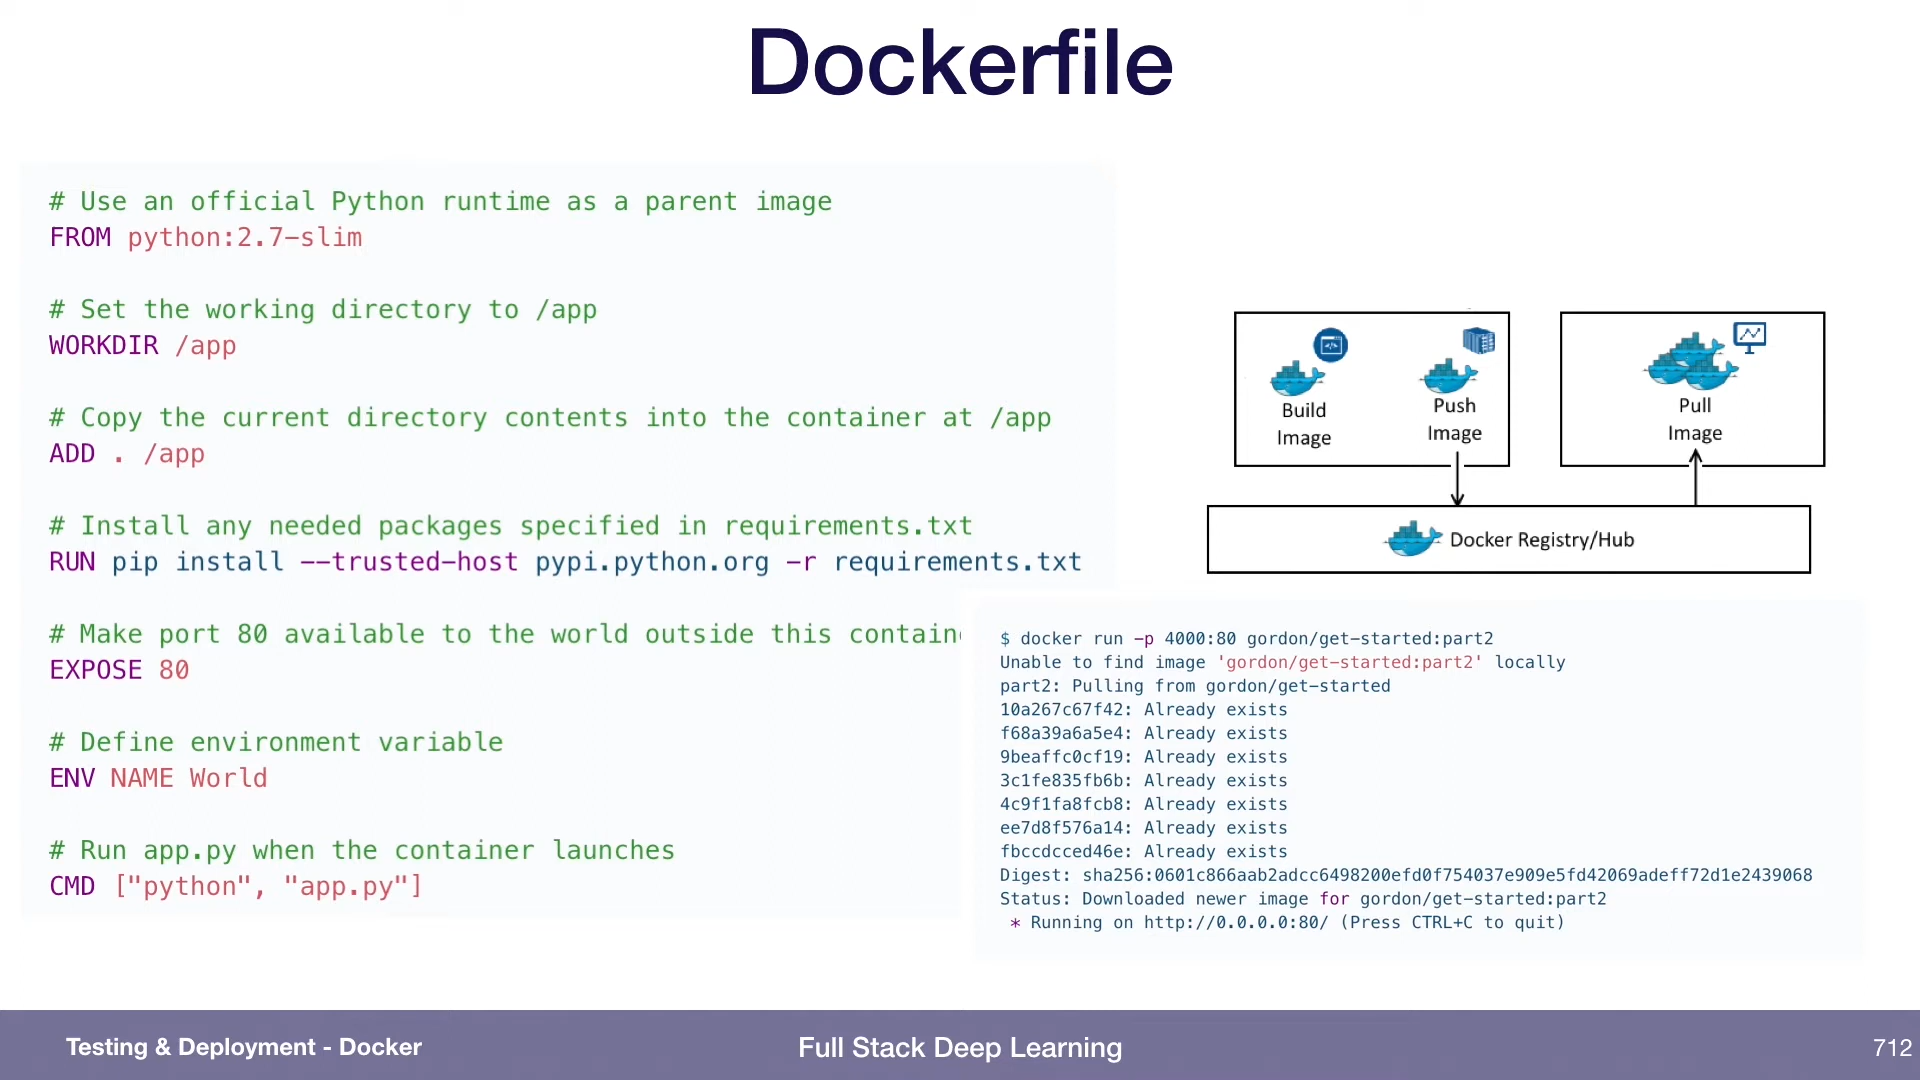 Dockerfile
# Use an official Python runtime as a parent image
FROM python:2.7-slim
# Set the working directory to /app
WORKDIR /app
# Copy the current directory contents into the container at /app
ADD . /app
# Install any needed packages specified in requirements.txt
RUN pip install --trusted-host pypi.python.org -r requirements.txt
# Make port 80 available to the world outside this contain
EXPOSE 80
# Define environment variable
ENV NAME World
# Run app.py when the container launches
CMD ["python", "app.py"]
Build
Image
Push
Image
Pull
Image
Docker Registry/Hub
$ docker run -p 4000:80 gordon/get-started:part2
Unable to find image 'gordon/get-started:part2' locally
part2: Pulling from gordon/get-started
10a267c67f42: Already exists
f68a39a6a5e4: Already exists
9beaffc0cf19: Already exists
3c1fe835fb6b: Already exists
4c9f1fa8fcb8: Already exists
ee7d8f576a14: Already exists
fbccdcced46e: Already exists
Digest: sha256:0601c866aab2adcc6498200efd0f754037e909e5fd42069adeff72d1e2439068
Status: Downloaded newer image for gordon/get-started:part2
* Running on http://0.0.0.0:80/ (Press CTRL+C to quit)
Testing & Deployment - Docker
Full Stack Deep Learning
712